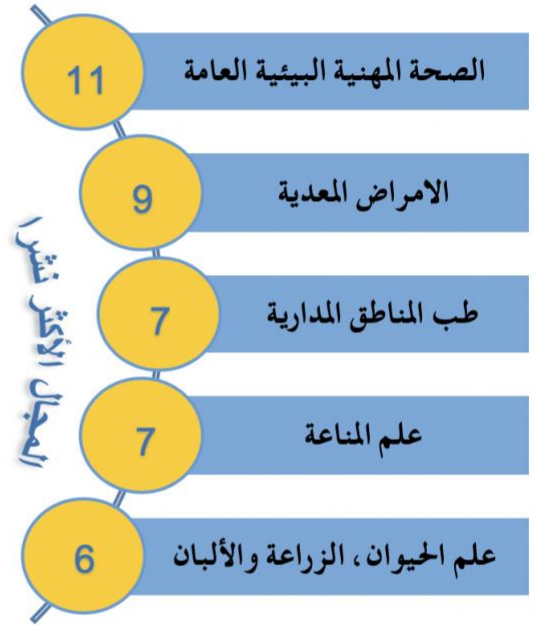 11
الصحة المهنية البيئية العامة
9
الامراض المعدية
7
طب المناطق المدارية
7
علم المناعة
6
علم الحيوان، الزراعة والألبان
المجال الأكثر نشرا